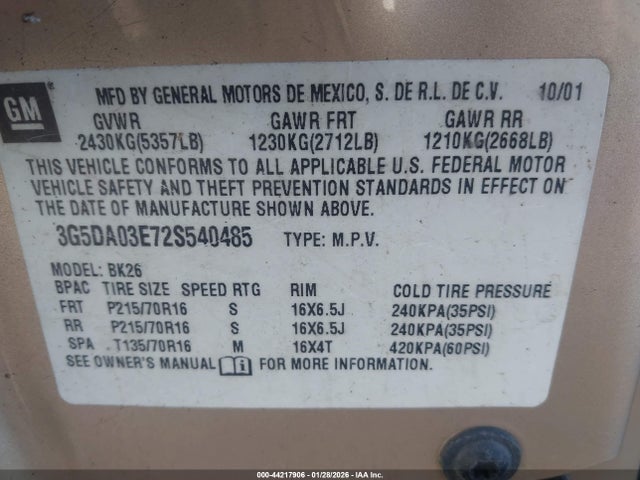 GM
MFD BY GENERAL MOTORS DE MEXICO, S. DE R.L. DE C.V. 10/01
GVWR GAWR FRT GAWR RR
2430KG(5357LB) 1230KG(2712LB) 1210KG(2668LB)
THIS VEHICLE CONFORMS TO ALL APPLICABLE U.S. FEDERAL MOTOR
VEHICLE SAFETY AND THEFT PREVENTION STANDARDS IN EFFECT ON
THE DATE OF MANUFACTURE SHOWN ABOVE.
3G5DA03E72S540485 TYPE: M.P.V.
MODEL: BK26
BPAC TIRE SIZE SPEED RTG RIM COLD TIRE PRESSURE
FRT P215/70R16 S 16X6.5J 240KPA(35PSI)
RR P215/70R16 S 16X6.5J 240KPA(35PSI)
SPA T135/70R16 M 16X4T 420KPA(60PSI)
SEE OWNER'S MANUAL i FOR MORE INFORMATION.
000-44217906 - 01/28/2026 - IAA Inc.